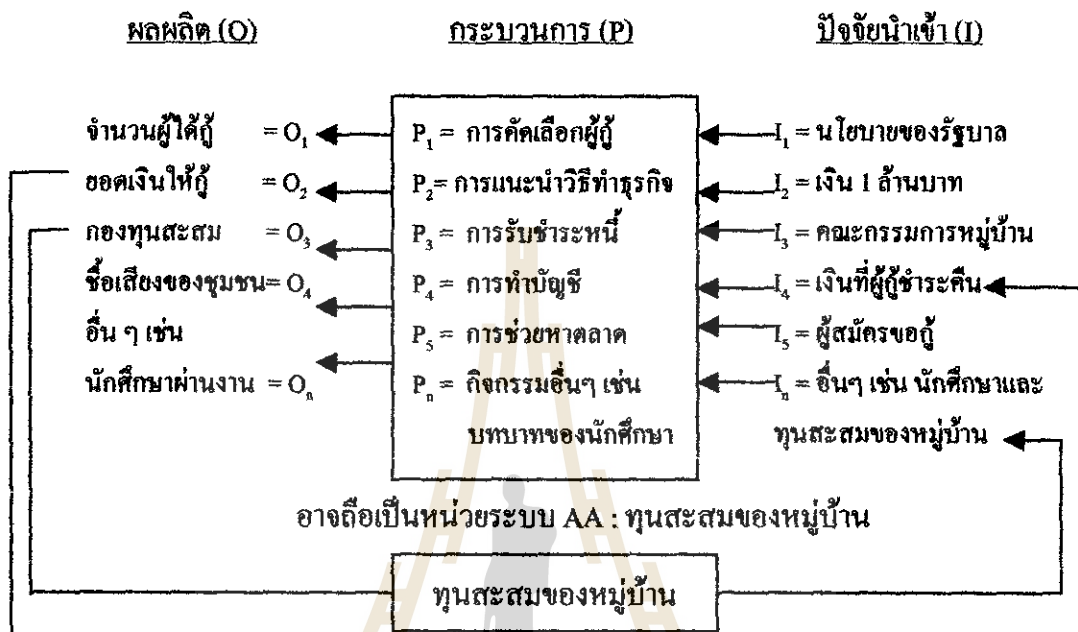 ผลผลิต (O) กระบวนการ (P) ปัจจัยนำเข้า (I)
จำนวนผู้ได้กู้ = O₁ P₁ = การคัดเลือกผู้กู้ I₁ = นโยบายของรัฐบาล
ยอดเงินให้กู้ = O₂ P₂ = การแนะนำวิธีทำธุรกิจ I₂ = เงิน 1 ล้านบาท
กองทุนสะสม = O₃ P₃ = การรับชำระหนี้ I₃ = คณะกรรมการหมู่บ้าน
ชื่อเสียงของชุมชน = O₄ P₄ = การทำบัญชี I₄ = เงินที่ผู้กู้ชำระคืน
อื่น ๆ เช่น P₅ = การช่วยหาตลาด I₅ = ผู้สมัครขอกู้
นักศึกษาผ่านงาน = Oₙ Pₙ = กิจกรรมอื่นๆ เช่น Iₙ = อื่นๆ เช่น นักศึกษาและ
บทบาทของนักศึกษา ทุนสะสมของหมู่บ้าน
อาจถือเป็นหน่วยระบบ AA : ทุนสะสมของหมู่บ้าน
ทุนสะสมของหมู่บ้าน